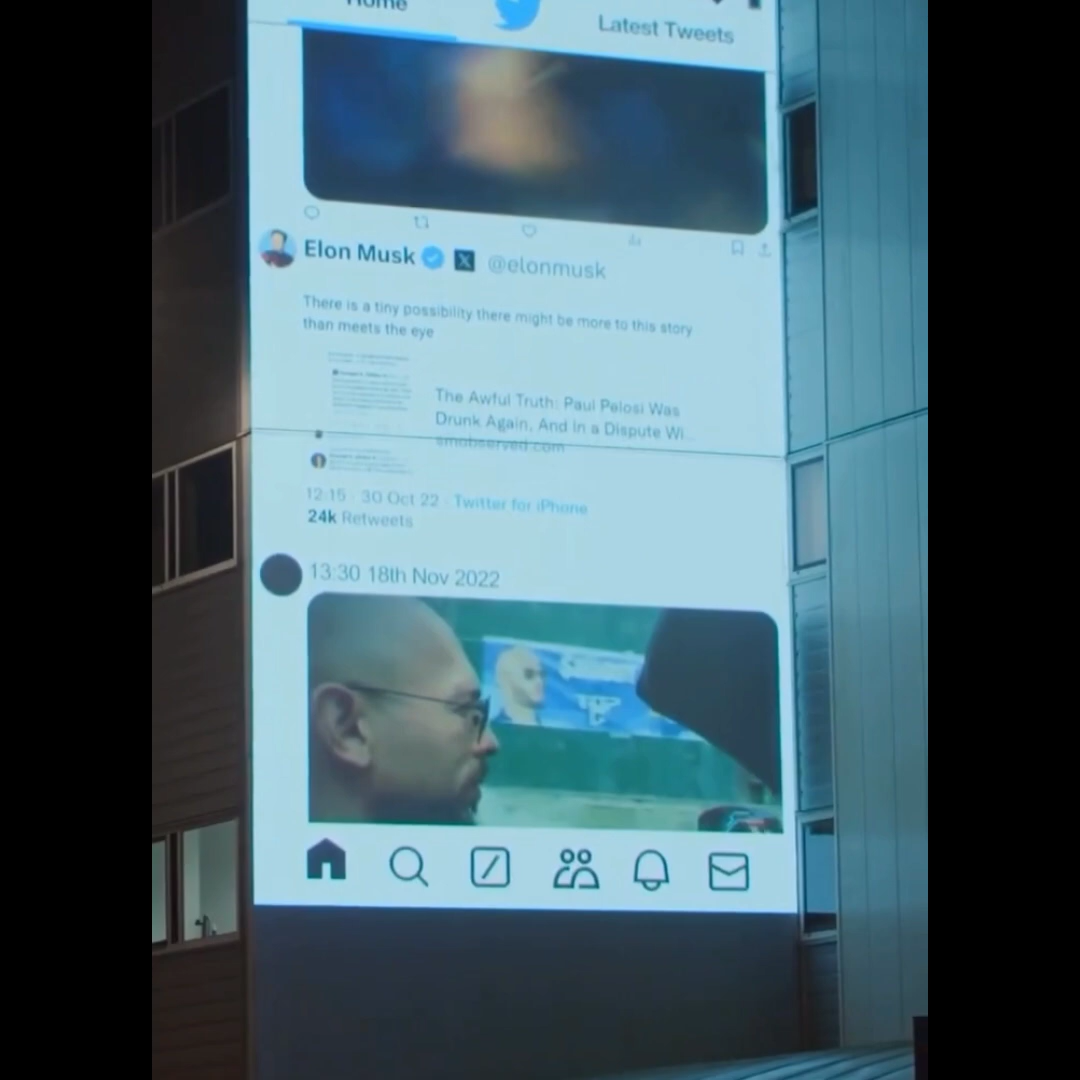 Home
Latest Tweets
Elon Musk @elonmusk
There is a tiny possibility there might be more to this story
than meets the eye
The Awful Truth: Paul Pelosi Was
Drunk Again, And In a Dispute Wi...
smobserved.com
12:15 · 30 Oct 22 · Twitter for iPhone
24k Retweets
13:30 18th Nov 2022